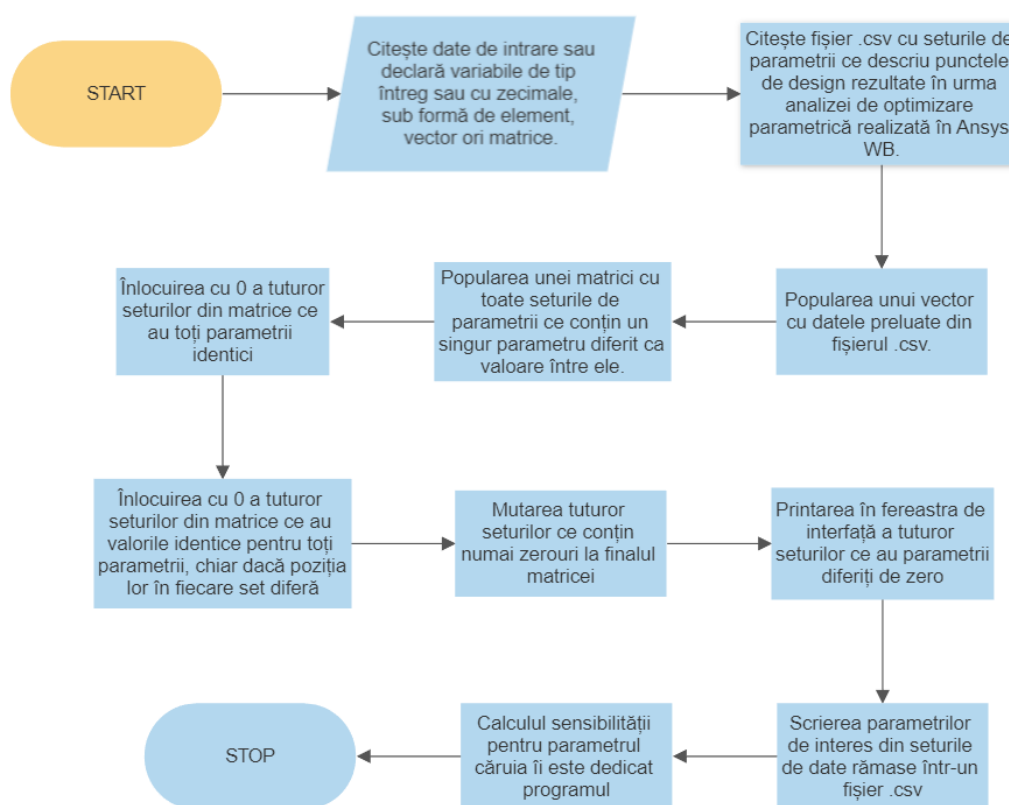 START
Citește date de intrare sau
declară variabile de tip
întreg sau cu zecimale,
sub formă de element,
vector ori matrice.
Citește fișier .csv cu seturile de
parametrii ce descriu punctele
de design rezultate în urma
analizei de optimizare
parametrică realizată în Ansys
WB.
Popularea unui vector
cu datele preluate din
fișierul .csv.
Popularea unei matrici cu
toate seturile de
parametrii ce conțin un
singur parametru diferit ca
valoare între ele.
Înlocuirea cu 0 a tuturor
seturilor din matrice ce
au toți parametrii
identici
Înlocuirea cu 0 a tuturor
seturilor din matrice ce au
valorile identice pentru toți
parametrii, chiar dacă poziția
lor în fiecare set diferă
Mutarea tuturor
seturilor ce conțin
numai zerouri la finalul
matricei
Printarea în fereastra de
interfață a tuturor
seturilor ce au parametrii
diferiți de zero
Scrierea parametrilor
de interes din seturile
de date rămase într-un
fișier .csv
Calculul sensibilității
pentru parametrul
căruia îi este dedicat
programul
STOP